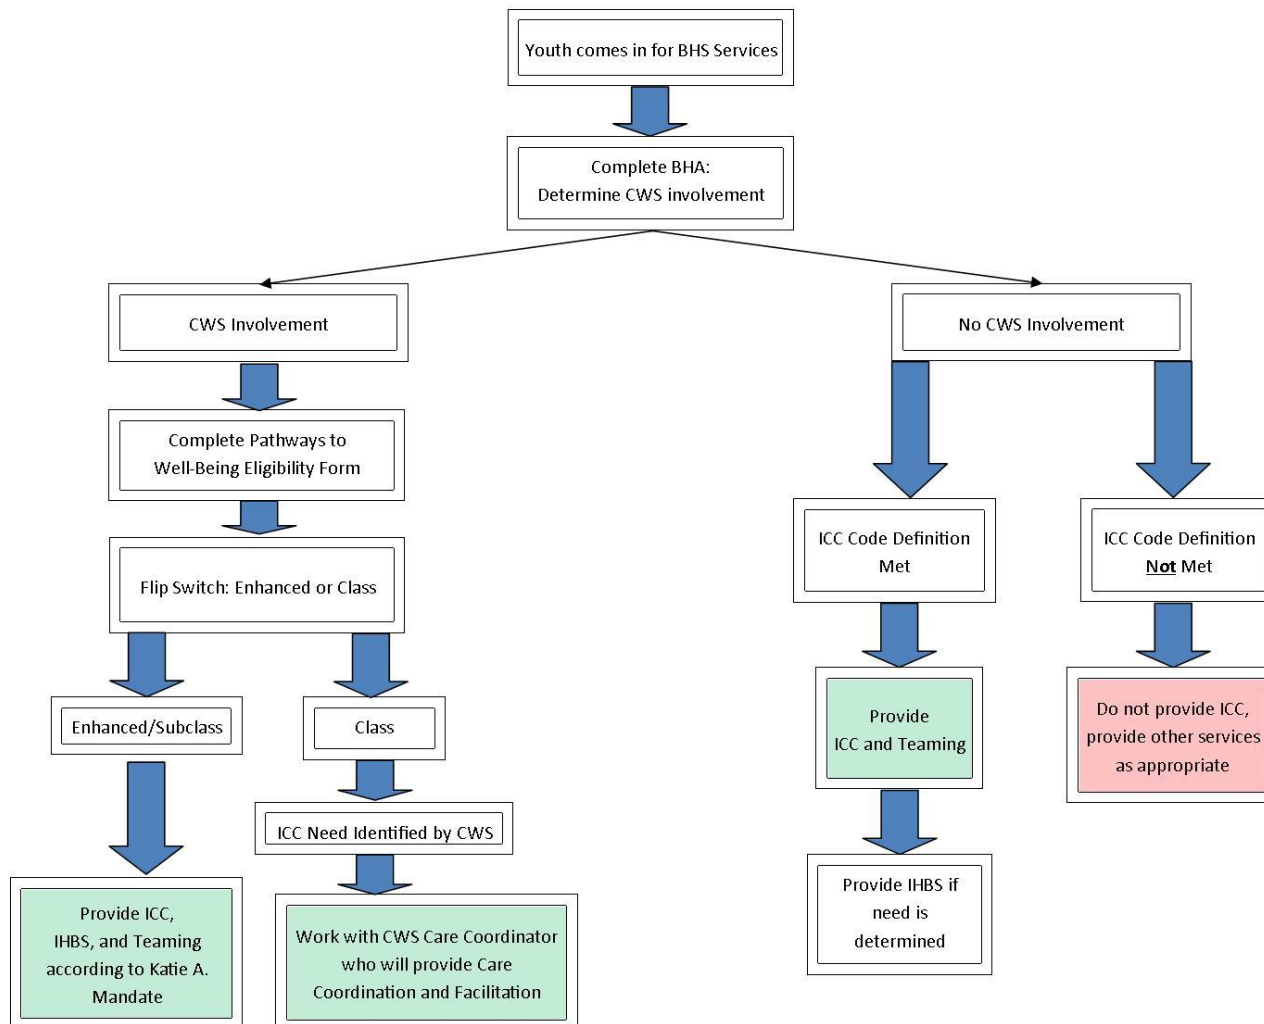 Youth comes in for BHS Services
Complete BHA:
Determine CWS involvement
CWS Involvement
No CWS Involvement
Complete Pathways to
Well-Being Eligibility Form
Flip Switch: Enhanced or Class
Enhanced/Subclass
Class
ICC Need Identified by CWS
Provide ICC,
IHBS, and Teaming
according to Katie A.
Mandate
Work with CWS Care Coordinator
who will provide Care
Coordination and Facilitation
ICC Code Definition
Met
Provide
ICC and Teaming
Provide IHBS if
need is
determined
ICC Code Definition
Not Met
Do not provide ICC,
provide other services
as appropriate